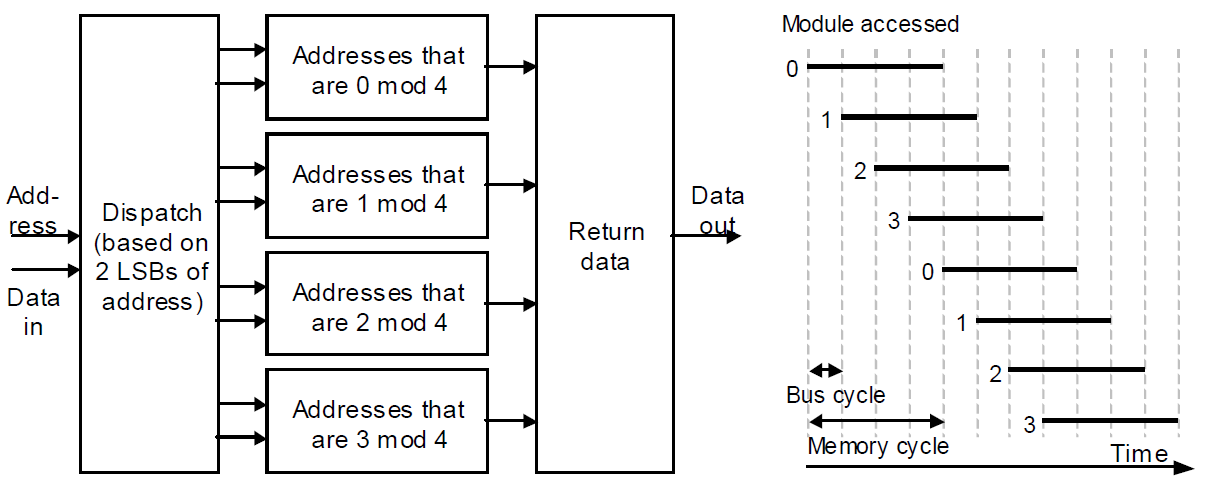 Add-
ress
Data
in
Dispatch
(based on
2 LSBs of
address)
Addresses that
are 0 mod 4
Addresses that
are 1 mod 4
Addresses that
are 2 mod 4
Addresses that
are 3 mod 4
Return
data
Data
out
Module accessed
0
1
2
3
0
1
2
3
Bus cycle
Memory cycle
Time